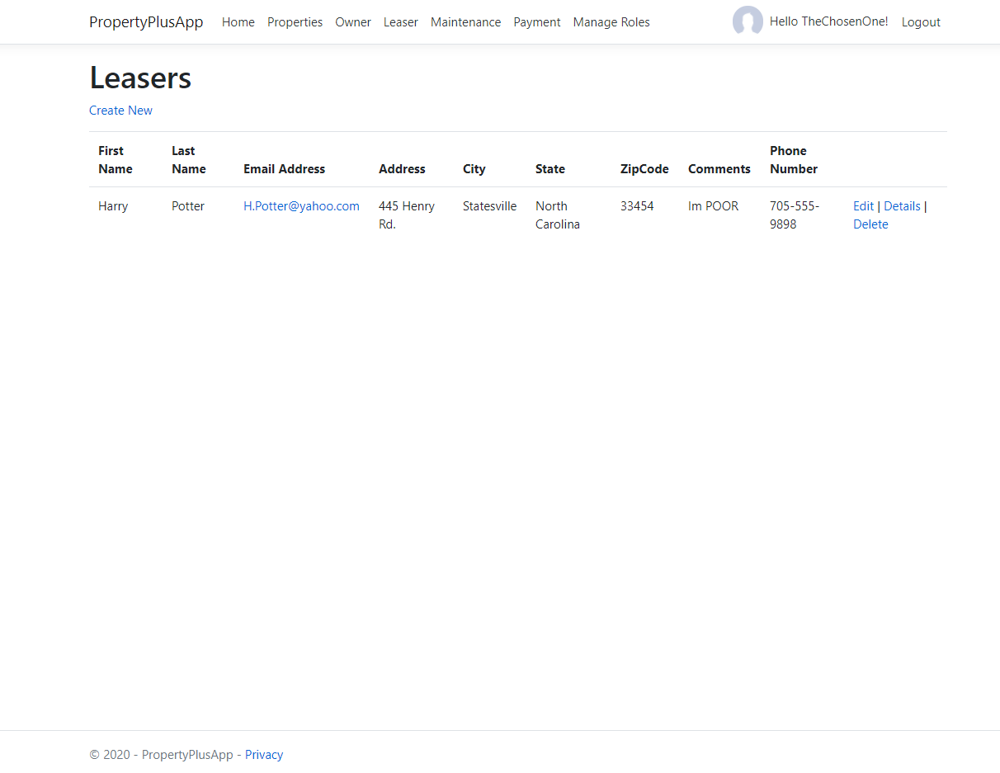 PropertyPlusApp Home Properties Owner Leaser Maintenance Payment Manage Roles Hello TheChosenOne! Logout
Leasers
Create New
First Name Last Name Email Address Address City State ZipCode Comments Phone Number
Harry Potter H.Potter@yahoo.com 445 Henry Rd. Statesville North Carolina 33454 Im POOR 705-555-9898 Edit | Details | Delete
© 2020 - PropertyPlusApp - Privacy